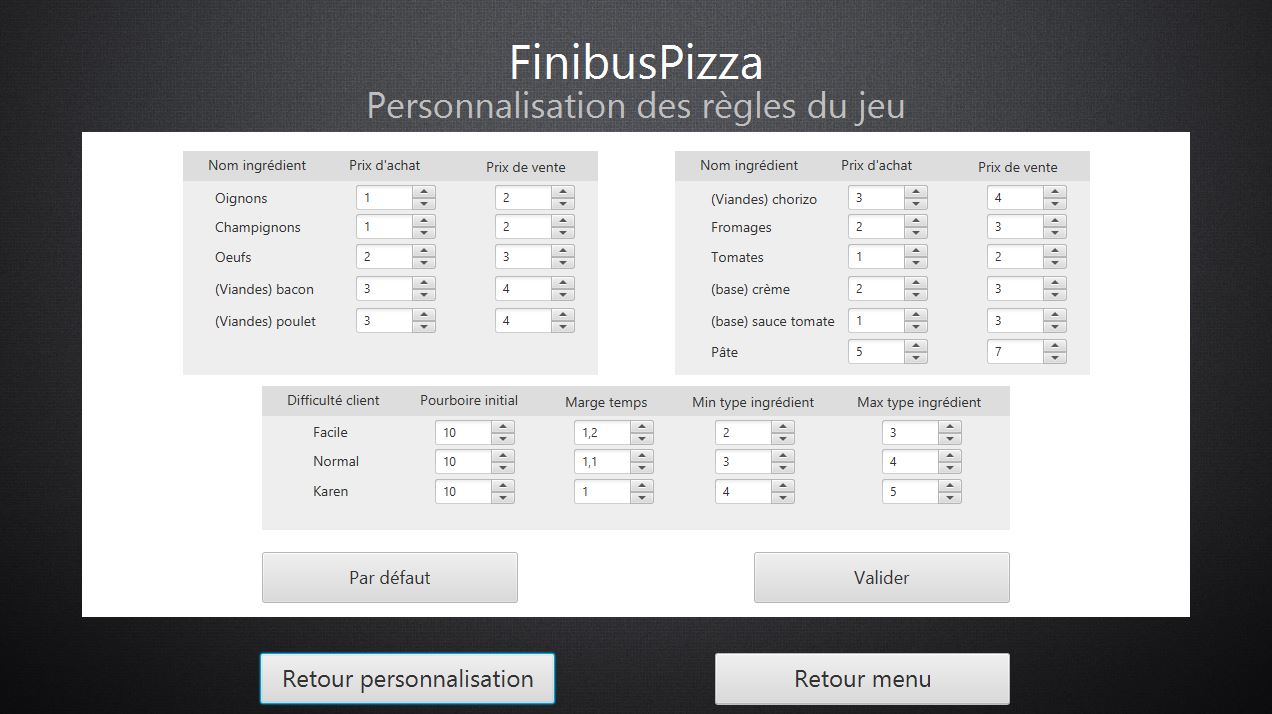 FinibusPizza
Personnalisation des règles du jeu
Nom ingrédient Prix d'achat Prix de vente
Oignons 1 2
Champignons 1 2
Oeufs 2 3
(Viandes) bacon 3 4
(Viandes) poulet 3 4
Nom ingrédient Prix d'achat Prix de vente
(Viandes) chorizo 3 4
Fromages 2 3
Tomates 1 2
(base) crème 2 3
(base) sauce tomate 1 3
Pâte 5 7
Difficulté client Pourboire initial Marge temps Min type ingrédient Max type ingrédient
Facile 10 1,2 2 3
Normal 10 1,1 3 4
Karen 10 1 4 5
Par défaut Valider
Retour personnalisation Retour menu